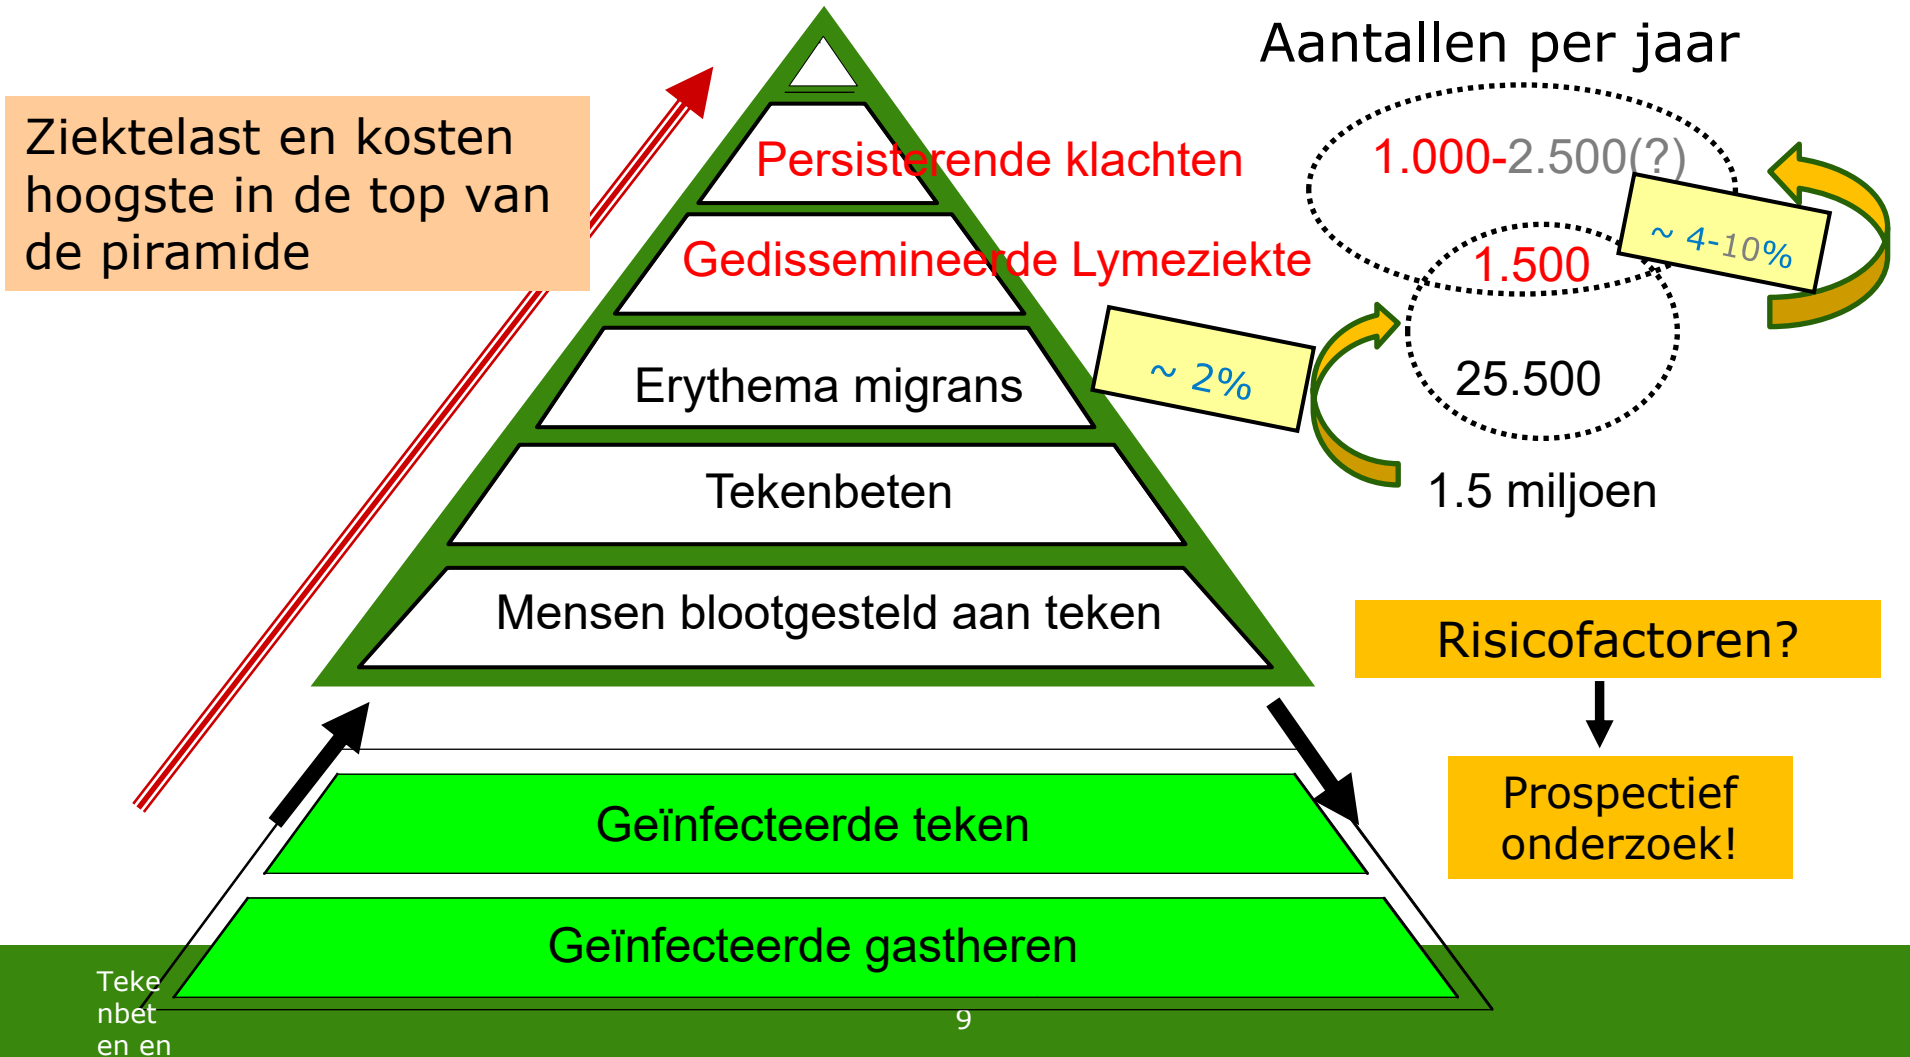 Aantallen per jaar
Ziektelast en kosten
hoogste in de top van
de piramide
Persisterende klachten
1.000-2.500(?)
~ 4-10%
Gedissemineerde Lymeziekte
1.500
~ 2%
Erythema migrans
25.500
Tekenbeten
1.5 miljoen
Mensen blootgesteld aan teken
Risicofactoren?
Prospectief
onderzoek!
Geïnfecteerde teken
Geïnfecteerde gastheren
Teke
nbet
en en
9